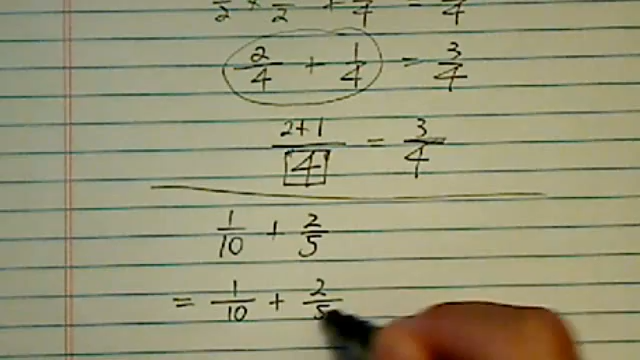 2/4 + 1/4 = 3/4
2+1/4 = 3/4
1/10 + 2/5
= 1/10 + 2/5